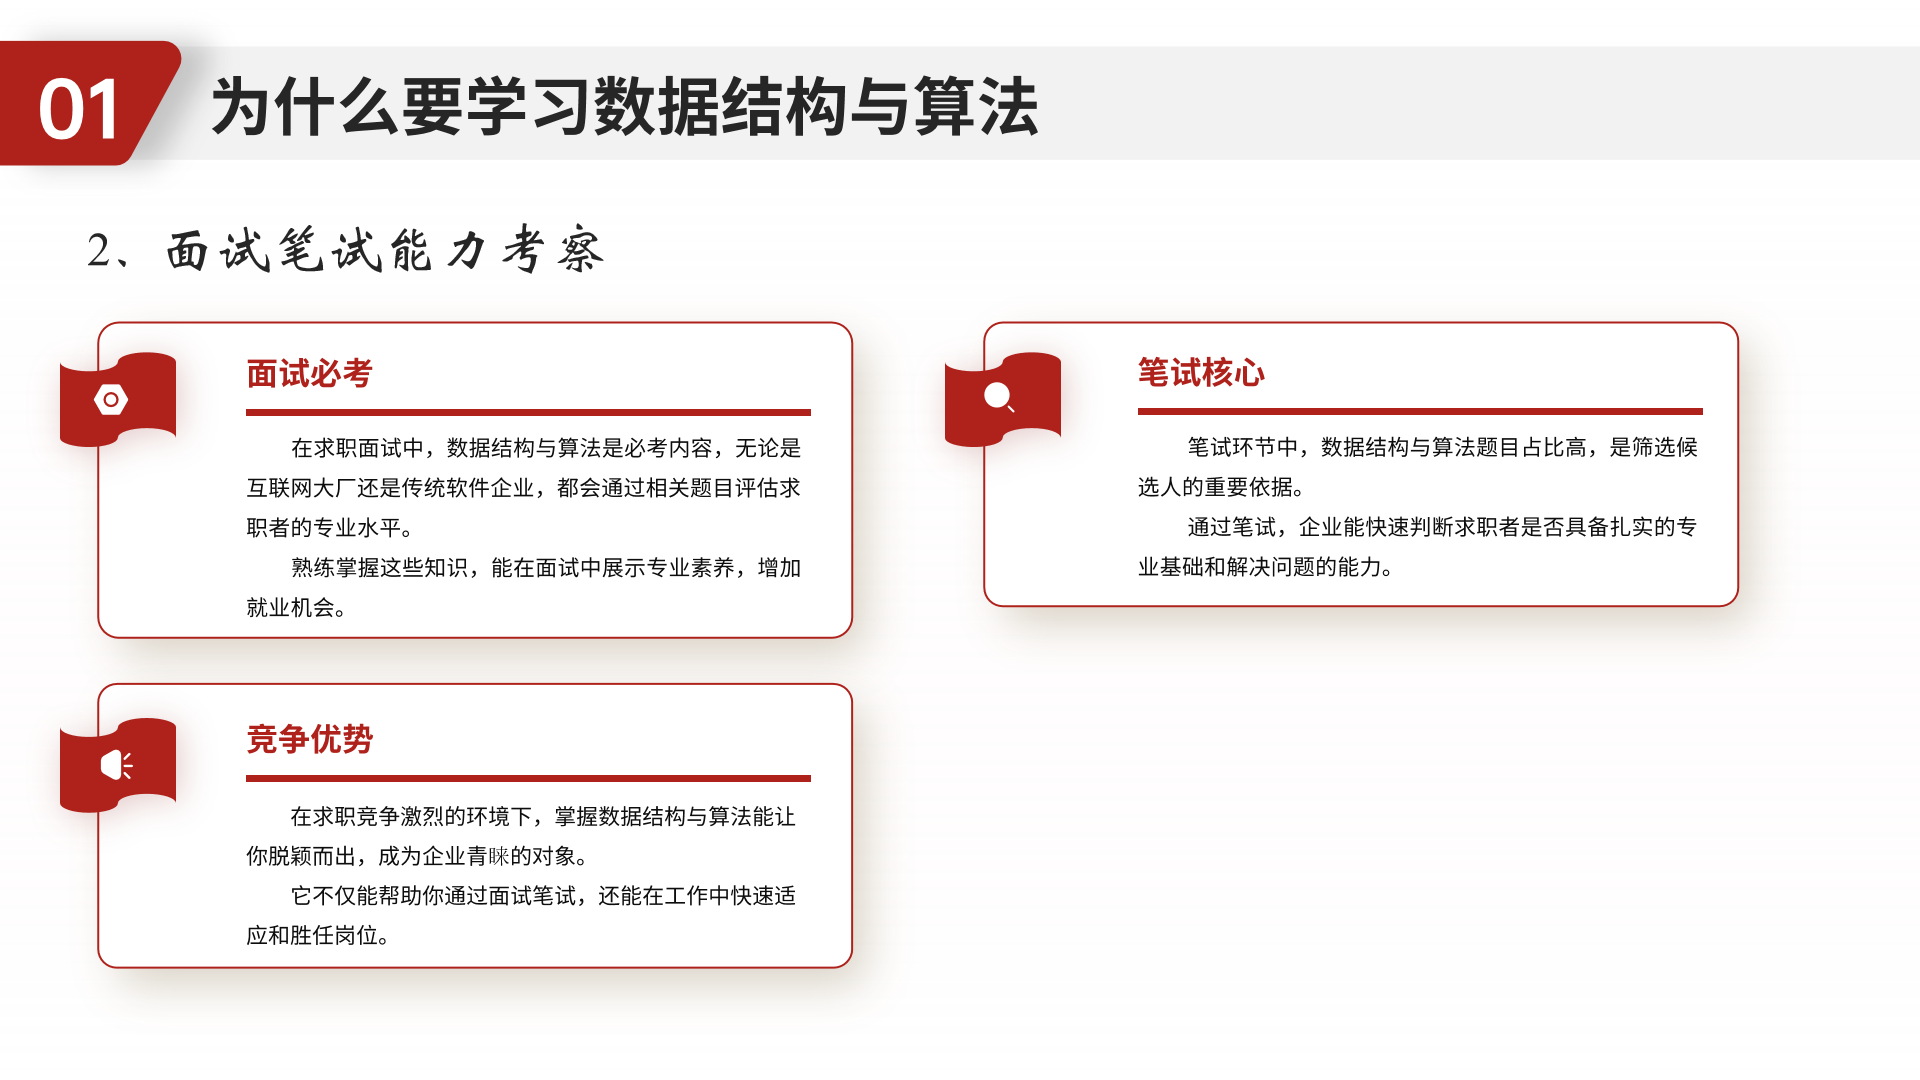 01
为什么要学习数据结构与算法
2、面试笔试能力考察
面试必考
在求职面试中，数据结构与算法是必考内容，无论是
互联网大厂还是传统软件企业，都会通过相关题目评估求
职者的专业水平。
熟练掌握这些知识，能在面试中展示专业素养，增加
就业机会。
笔试核心
笔试环节中，数据结构与算法题目占比高，是筛选候
选人的重要依据。
通过笔试，企业能快速判断求职者是否具备扎实的专
业基础和解决问题的能力。
竞争优势
在求职竞争激烈的环境下，掌握数据结构与算法能让
你脱颖而出，成为企业青睐的对象。
它不仅能帮助你通过面试笔试，还能在工作中快速适
应和胜任岗位。